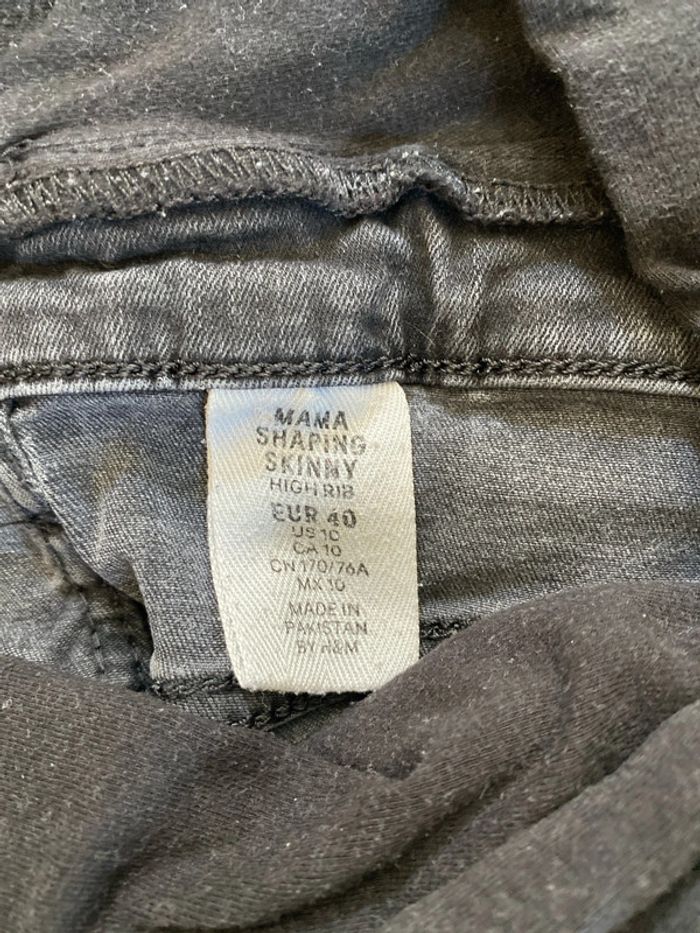 MAMA
SHAPING
SKINNY
HIGH RIB
EUR 40
US 10
CA 10
CN 170/76A
MX 10
MADE IN
PAKISTAN
BY H&M